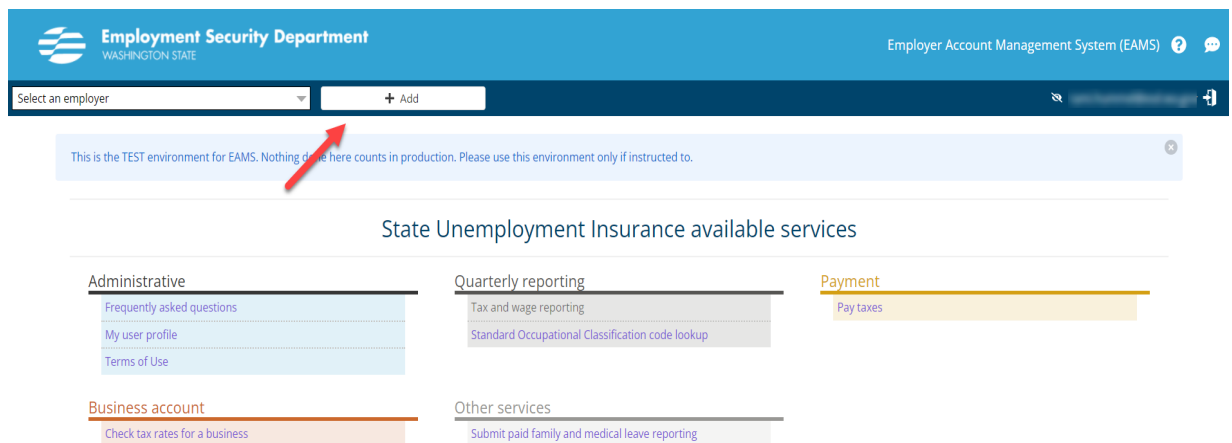 Employment Security Department
WASHINGTON STATE
Employer Account Management System (EAMS) ?
Select an employer
+ Add
This is the TEST environment for EAMS. Nothing done here counts in production. Please use this environment only if instructed to.
State Unemployment Insurance available services
Administrative
Frequently asked questions
My user profile
Terms of Use
Quarterly reporting
Tax and wage reporting
Standard Occupational Classification code lookup
Payment
Pay taxes
Business account
Check tax rates for a business
Other services
Submit paid family and medical leave reporting